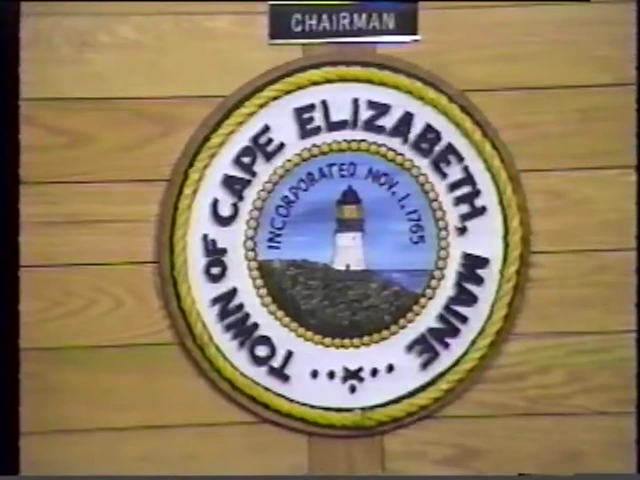 CHAIRMAN
TOWN OF CAPE ELIZABETH, MAINE
INCORPORATED NOV. 1, 1765